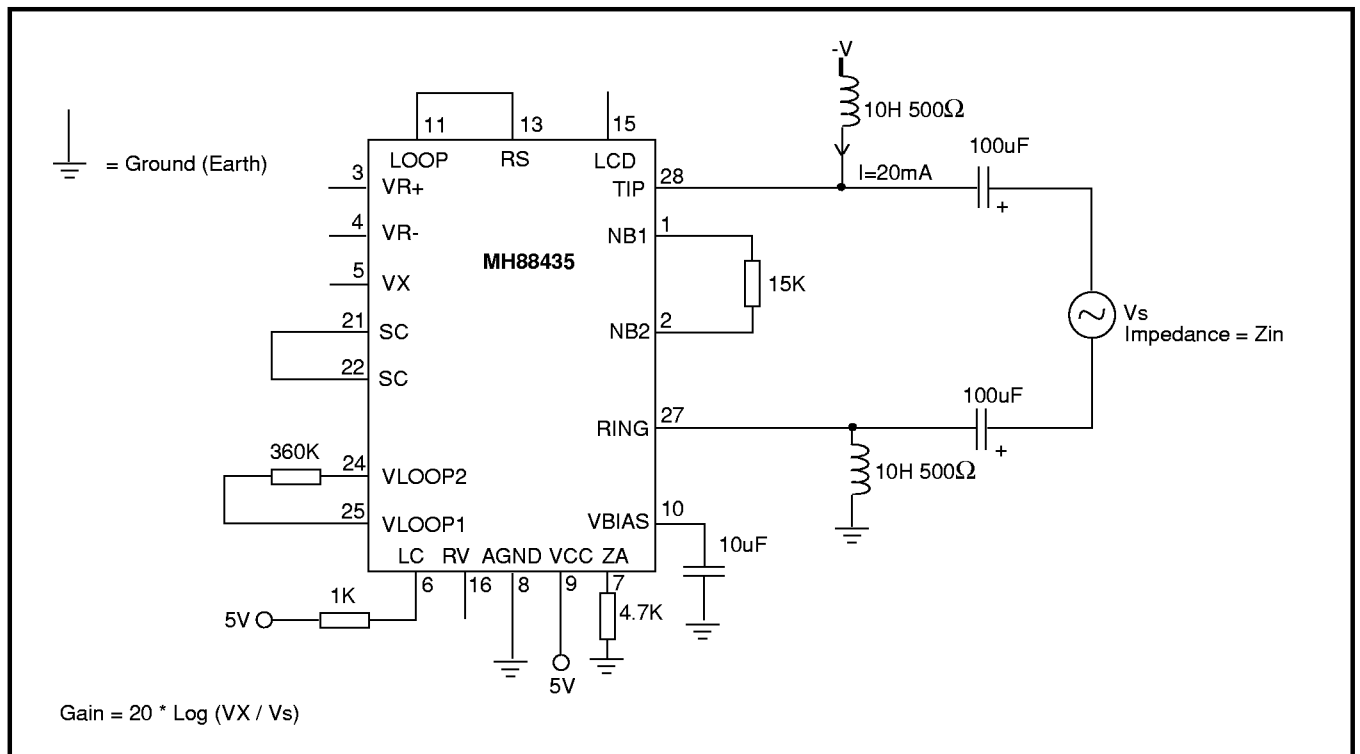 -V
10H 500Ω
11
13
15
100uF
= Ground (Earth)
LOOP
RS
LCD
3
VR+
TIP
28
I=20mA
+
4
VR-
NB1
1
MH88435
5
VX
15K
21
SC
NB2
2
Vs
Impedance = Zin
22
SC
100uF
RING
27
+
360K
24
VLOOP2
10H 500Ω
25
VLOOP1
VBIAS
10
10uF
LC
RV
AGND
VCC
ZA
6
16
8
9
7
1K
4.7K
5V
5V
Gain = 20 * Log (VX / Vs)